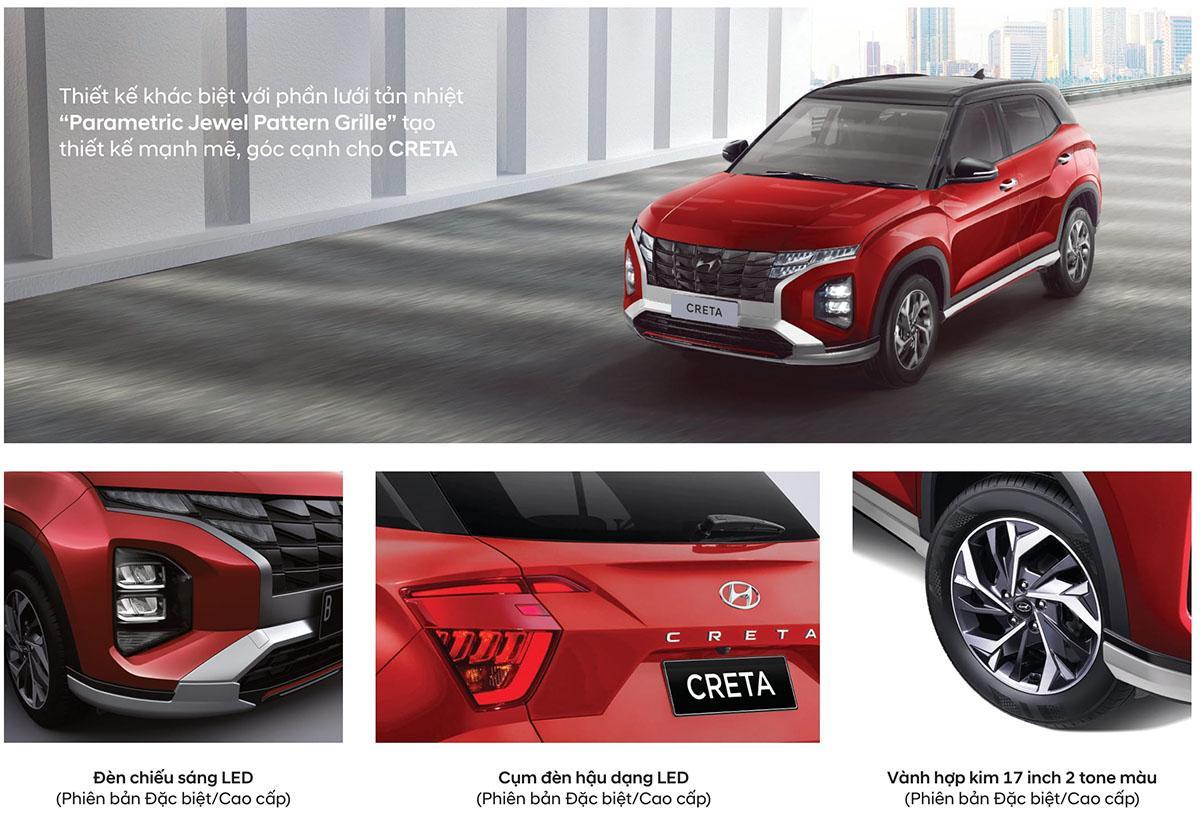 Thiết kế khác biệt với phần lưới tản nhiệt
“Parametric Jewel Pattern Grille” tạo
thiết kế mạnh mẽ, góc cạnh cho CRETA
CRETA
B
CRETA
CRETA
Đèn chiếu sáng LED
(Phiên bản Đặc biệt/Cao cấp)
Cụm đèn hậu dạng LED
(Phiên bản Đặc biệt/Cao cấp)
Vành hợp kim 17 inch 2 tone màu
(Phiên bản Đặc biệt/Cao cấp)